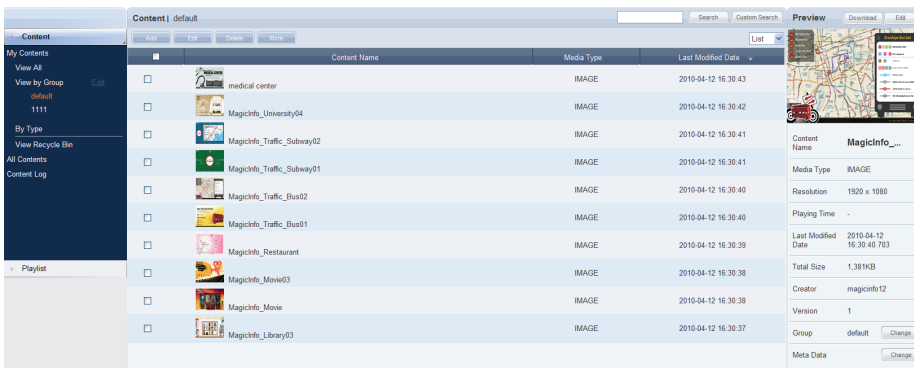 Content
My Contents
View All
View by Group Edit
default
1111
By Type
View Recycle Bin
All Contents
Content Log
Playlist
Content | default
Search Custom Search
Add Edit Delete More
List
Content Name Media Type Last Modified Date
medical center IMAGE 2010-04-12 16:30:43
MagicInfo_University04 IMAGE 2010-04-12 16:30:42
MagicInfo_Traffic_Subway02 IMAGE 2010-04-12 16:30:41
MagicInfo_Traffic_Subway01 IMAGE 2010-04-12 16:30:41
MagicInfo_Traffic_Bus02 IMAGE 2010-04-12 16:30:40
MagicInfo_Traffic_Bus01 IMAGE 2010-04-12 16:30:40
MagicInfo_Restaurant IMAGE 2010-04-12 16:30:39
MagicInfo_Movie03 IMAGE 2010-04-12 16:30:38
MagicInfo_Movie IMAGE 2010-04-12 16:30:38
MagicInfo_Library03 IMAGE 2010-04-12 16:30:37
Preview Download Edit
Content Name MagicInfo_...
Media Type IMAGE
Resolution 1920 x 1080
Playing Time -
Last Modified Date 2010-04-12 16:30:40.703
Total Size 1,381KB
Creator magicinfo12
Version 1
Group default Change
Meta Data Change